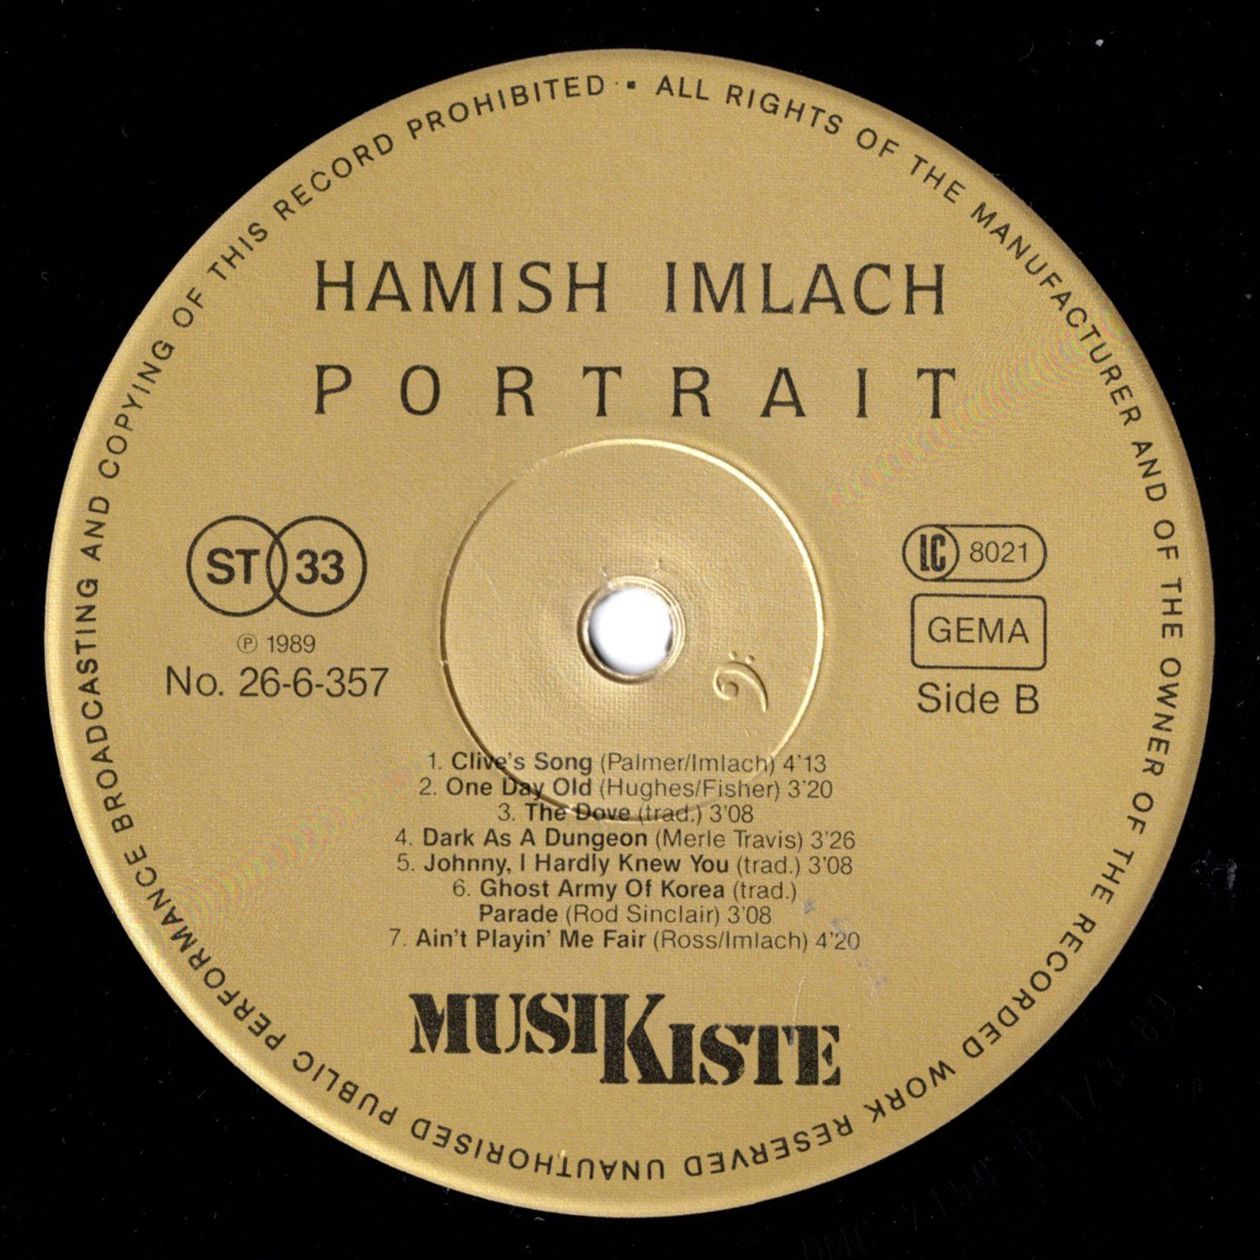 BROADCASTING AND COPYING OF THIS RECORD PROHIBITED · ALL RIGHTS OF THE MANUFACTURER AND OF THE OWNER OF THE RECORDED WORK RESERVED UNAUTHORISED PUBLIC PERFORMANCE
HAMISH IMLACH
PORTRAIT
ST 33
℗ 1989
No. 26-6-357
LC 8021
GEMA
Side B
1. Clive's Song (Palmer/Imlach) 4'13
2. One Day Old (Hughes/Fisher) 3'20
3. The Dove (trad.) 3'08
4. Dark As A Dungeon (Merle Travis) 3'26
5. Johnny, I Hardly Knew You (trad.) 3'08
6. Ghost Army Of Korea (trad.)
Parade (Rod Sinclair) 3'08
7. Ain't Playin' Me Fair (Ross/Imlach) 4'20
MUSIKISTE